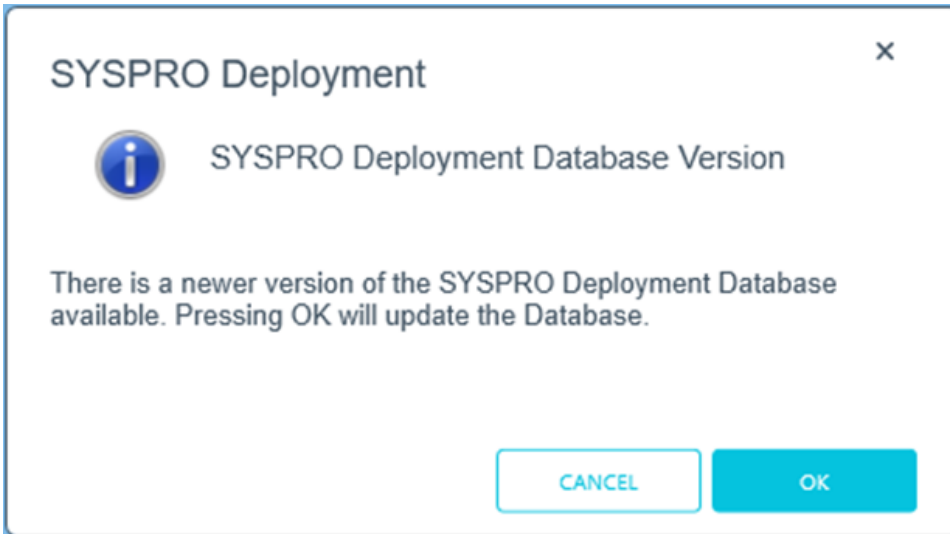 SYSPRO Deployment
SYSPRO Deployment Database Version
There is a newer version of the SYSPRO Deployment Database
available. Pressing OK will update the Database.
CANCEL
OK